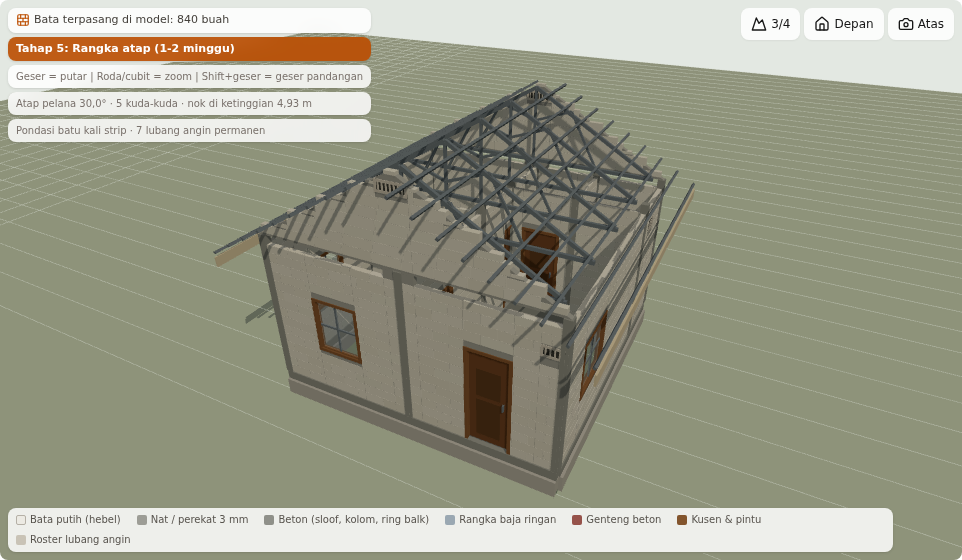 Bata terpasang di model: 840 buah
Tahap 5: Rangka atap (1-2 minggu)
Geser = putar | Roda/cubit = zoom | Shift+geser = geser pandangan
Atap pelana 30,0° · 5 kuda-kuda · nok di ketinggian 4,93 m
Pondasi batu kali strip · 7 lubang angin permanen
3/4 Depan Atas
Bata putih (hebel) Nat / perekat 3 mm Beton (sloof, kolom, ring balk) Rangka baja ringan Genteng beton Kusen & pintu
Roster lubang angin